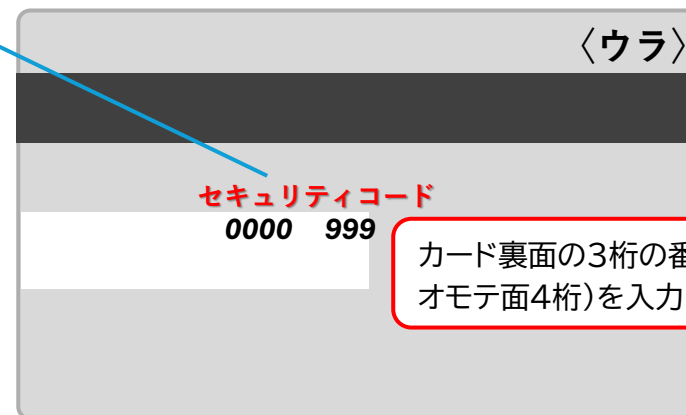 〈ウラ〉
セキュリティコード
0000 999
カード裏面の3桁の番
オモテ面4桁)を入力